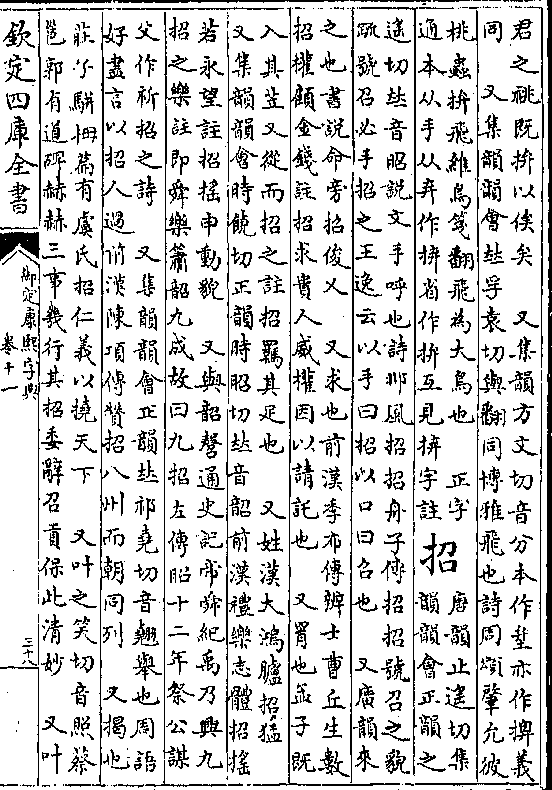 君之祧既拚以俟矣　又集韻方文切音分本作𡊅亦作㨾義
同　又集韻韻會𠀤孚袁切與翻同博雅飛也詩周頌肇允彼
桃蟲拚飛維鳥箋翻飛為大鳥也　正字
通本从手从弁作拚省作拚互見拚字註
招
唐韻止遙切集
韻韻會正韻之
遙切𠀤音昭說文手呼也詩邶風招招舟子傳招招號召之貌
疏號召必手招之王逸云以手曰招以口曰召也　又廣韻來
之也書說命旁招俊乂　又求也前漢季布傳辨士曹丘生數
招權顧金錢註招求貴人威權因以請託也　又罥也孟子既
入其苙又從而招之註招羈其足也　又姓漢大鴻臚招猛
又集韻韻會時饒切正韻時昭切𠀤音韶前漢禮樂志體招搖
若永望註招搖申動貌　又與韶磬通史記帝舜紀禹乃興九
招之樂註即舜樂簫韶九成故曰九招左傳昭十二年祭公謀
父作祈招之詩　又集韻韻會正韻𠀤祁堯切音翹舉也周語
好盡言以招人過前漢陳項傳贊招八州而朝同列　又揭也
莊子騈拇篇有虞氏招仁義以撓天下　又叶之笑切音照蔡
邕郭有道碑赫赫三事幾行其招委辭召貢保此清妙　又叶
欽定四庫全書
御定康熙字典
卷十一
三十八